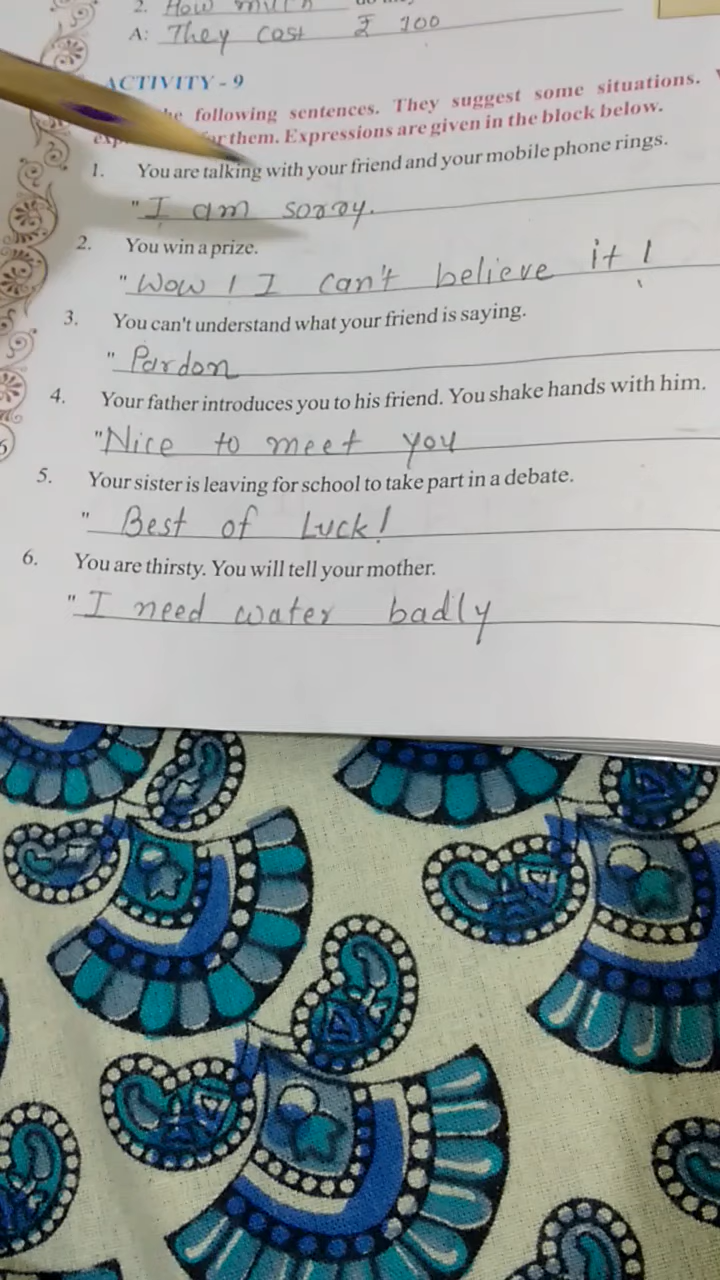 2. How much
A: They cost ₹ 100
ACTIVITY - 9
the following sentences. They suggest some situations.
for them. Expressions are given in the block below.
1. You are talking with your friend and your mobile phone rings.
"I am sorry.
2. You win a prize.
"Wow! I can't believe it!
3. You can't understand what your friend is saying.
"Pardon
4. Your father introduces you to his friend. You shake hands with him.
"Nice to meet you
5. Your sister is leaving for school to take part in a debate.
" Best of Luck!
6. You are thirsty. You will tell your mother.
"I need water badly